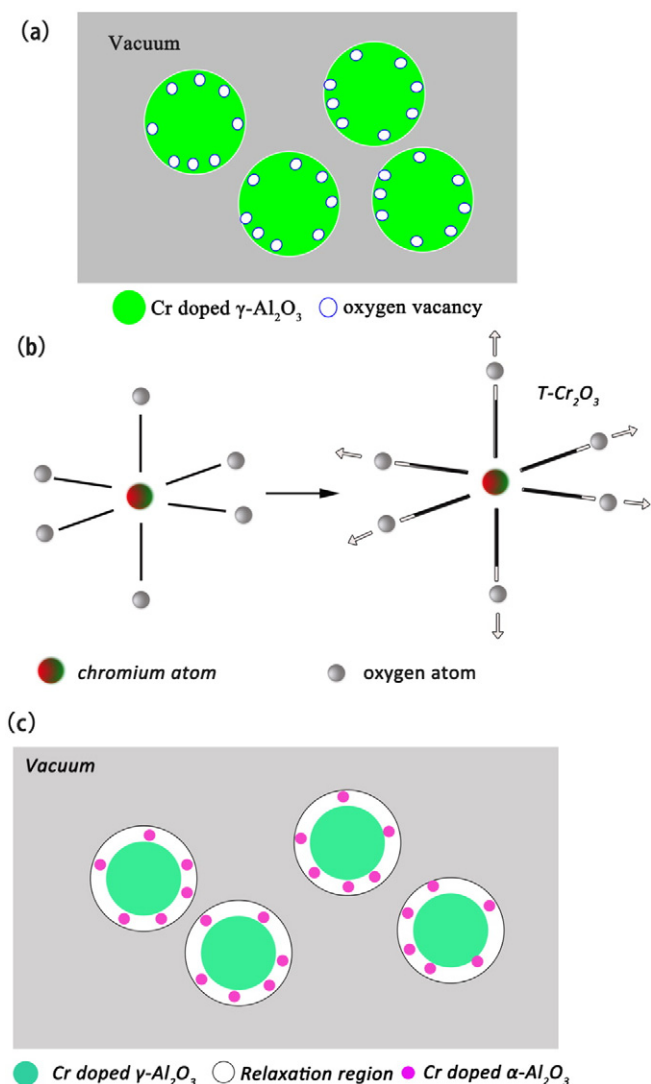 (a)
Vacuum
Cr doped γ-Al₂O₃ oxygen vacancy
(b)
T-Cr₂O₃
chromium atom oxygen atom
(c)
Vacuum
Cr doped γ-Al₂O₃ Relaxation region Cr doped α-Al₂O₃